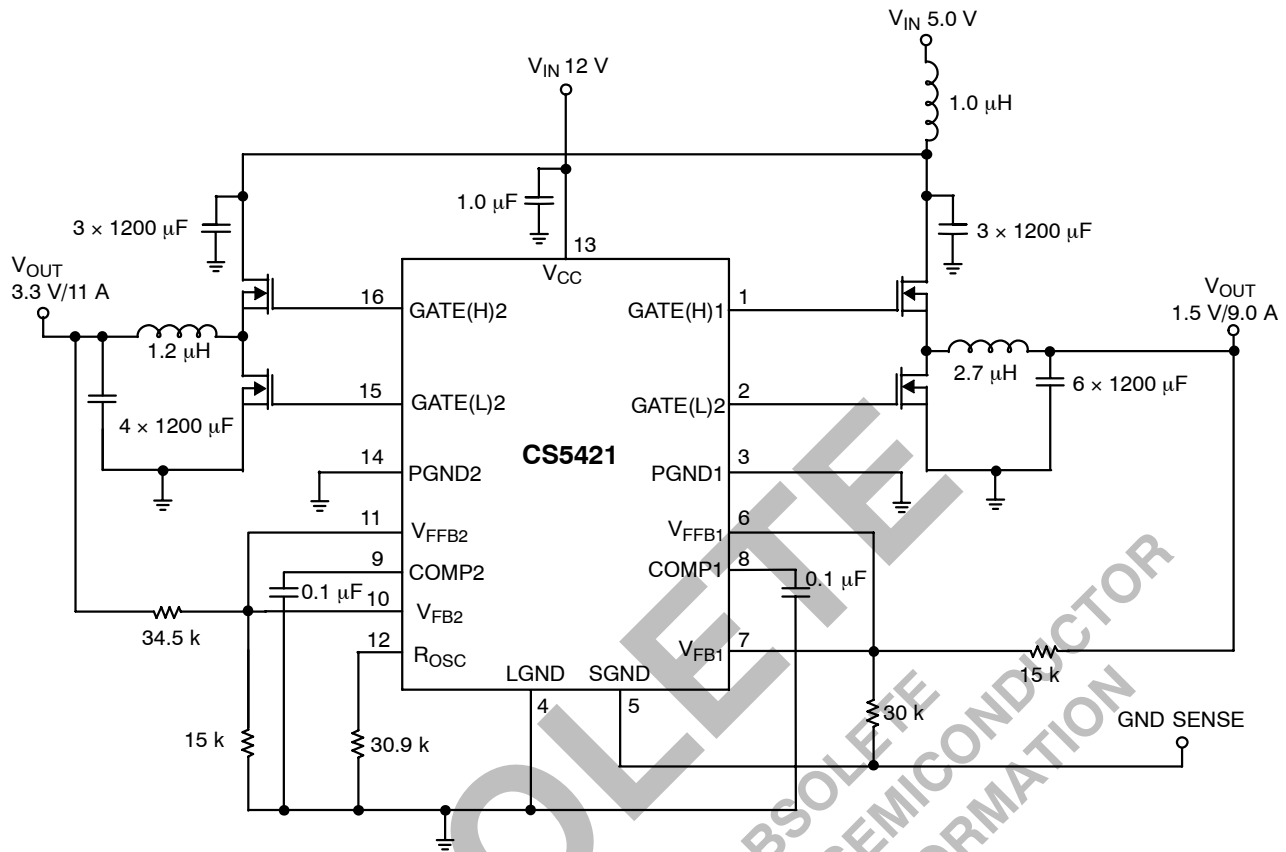 V_IN 5.0 V
V_IN 12 V
1.0 μH
1.0 μF
3 × 1200 μF
3 × 1200 μF
13
V_CC
V_OUT
3.3 V/11 A
V_OUT
1.5 V/9.0 A
16
GATE(H)2
GATE(H)1
1
1.2 μH
2.7 μH
4 × 1200 μF
6 × 1200 μF
15
GATE(L)2
GATE(L)2
2
CS5421
14
PGND2
PGND1
3
11
V_FFB2
V_FFB1
6
9
COMP2
COMP1
8
0.1 μF
0.1 μF
10
V_FB2
34.5 k
12
R_OSC
V_FB1
7
15 k
LGND
SGND
4
5
30 k
GND SENSE
15 k
30.9 k
OLETE
BSOLETE
SEMICONDUCTOR
ORMATION